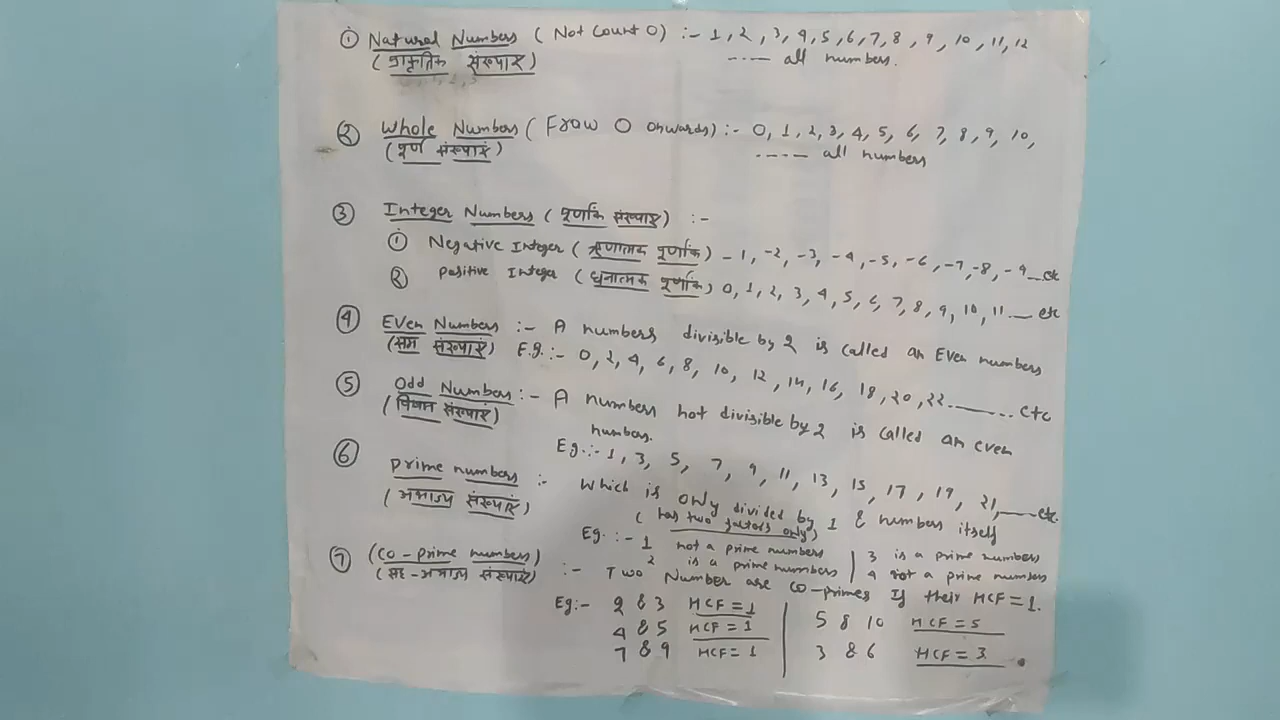 ① Natural Numbers ( Not Count 0) :- 1, 2, 3, 4, 5, 6, 7, 8, 9, 10, 11, 12
(प्राकृतिक संख्याएं) ---- all numbers.
② Whole Numbers ( From 0 onwards) :- 0, 1, 2, 3, 4, 5, 6, 7, 8, 9, 10,
(पूर्ण संख्याएं) ---- all numbers
③ Integer Numbers ( पूर्णांक संख्याएं ) :-
① Negative Integer ( ऋणात्मक पूर्णांक) -1, -2, -3, -4, -5, -6, -7, -8, -9 ... etc
② Positive Integer (धनात्मक पूर्णांक) 0, 1, 2, 3, 4, 5, 6, 7, 8, 9, 10, 11 ... etc
④ Even Numbers :- A numbers divisible by 2 is called an Even numbers
(सम संख्याएं) E.g.:- 0, 2, 4, 6, 8, 10, 12, 14, 16, 18, 20, 22 ....... etc
⑤ Odd Numbers :- A numbers not divisible by 2 is called an even
(विषम संख्याएं) numbers.
Eg.:- 1, 3, 5, 7, 9, 11, 13, 15, 17, 19, 21, ... etc.
⑥ Prime numbers :- Which is only divided by 1 & numbers itself
(अभाज्य संख्याएं) ( has two factors only)
Eg. :- 1 not a prime numbers | 3 is a prime numbers
2 is a prime numbers | 4 not a prime numbers
⑦ (Co-prime numbers) :- Two Number are co-primes If their HCF = 1.
(सह-अभाज्य संख्याएं)
Eg:- 2 & 3 HCF = 1 | 5 & 10 HCF = 5
4 & 5 HCF = 1 | 3 & 6 HCF = 3
7 & 9 HCF = 1